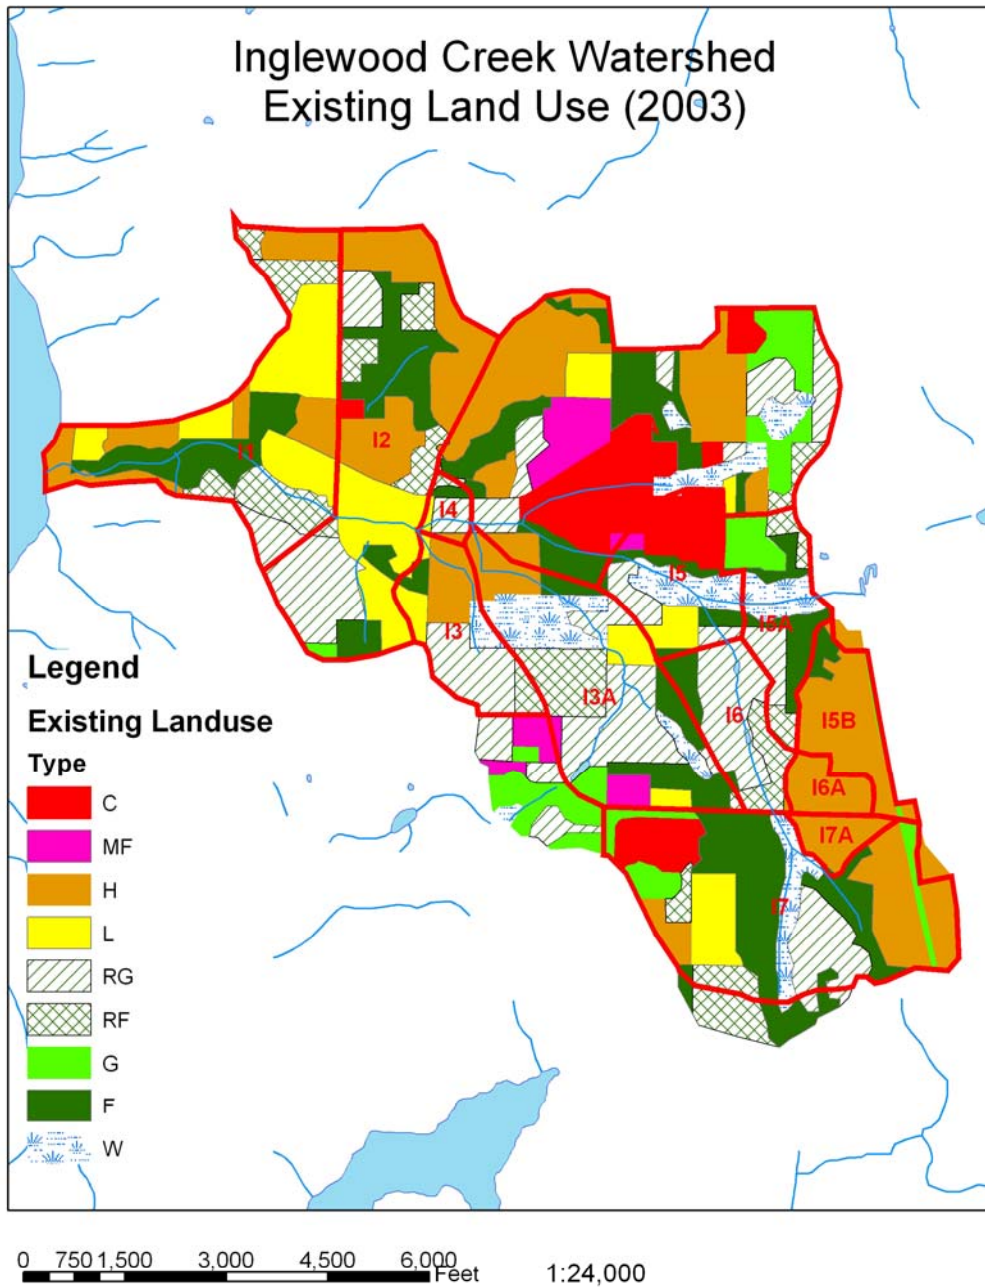 Inglewood Creek Watershed
Existing Land Use (2003)
I1
I2
I4
I5
I5A
I3
I3A
I6
I5B
I6A
I7A
I7
Legend
Existing Landuse
Type
C
MF
H
L
RG
RF
G
F
W
0 750 1,500 3,000 4,500 6,000 Feet
1:24,000